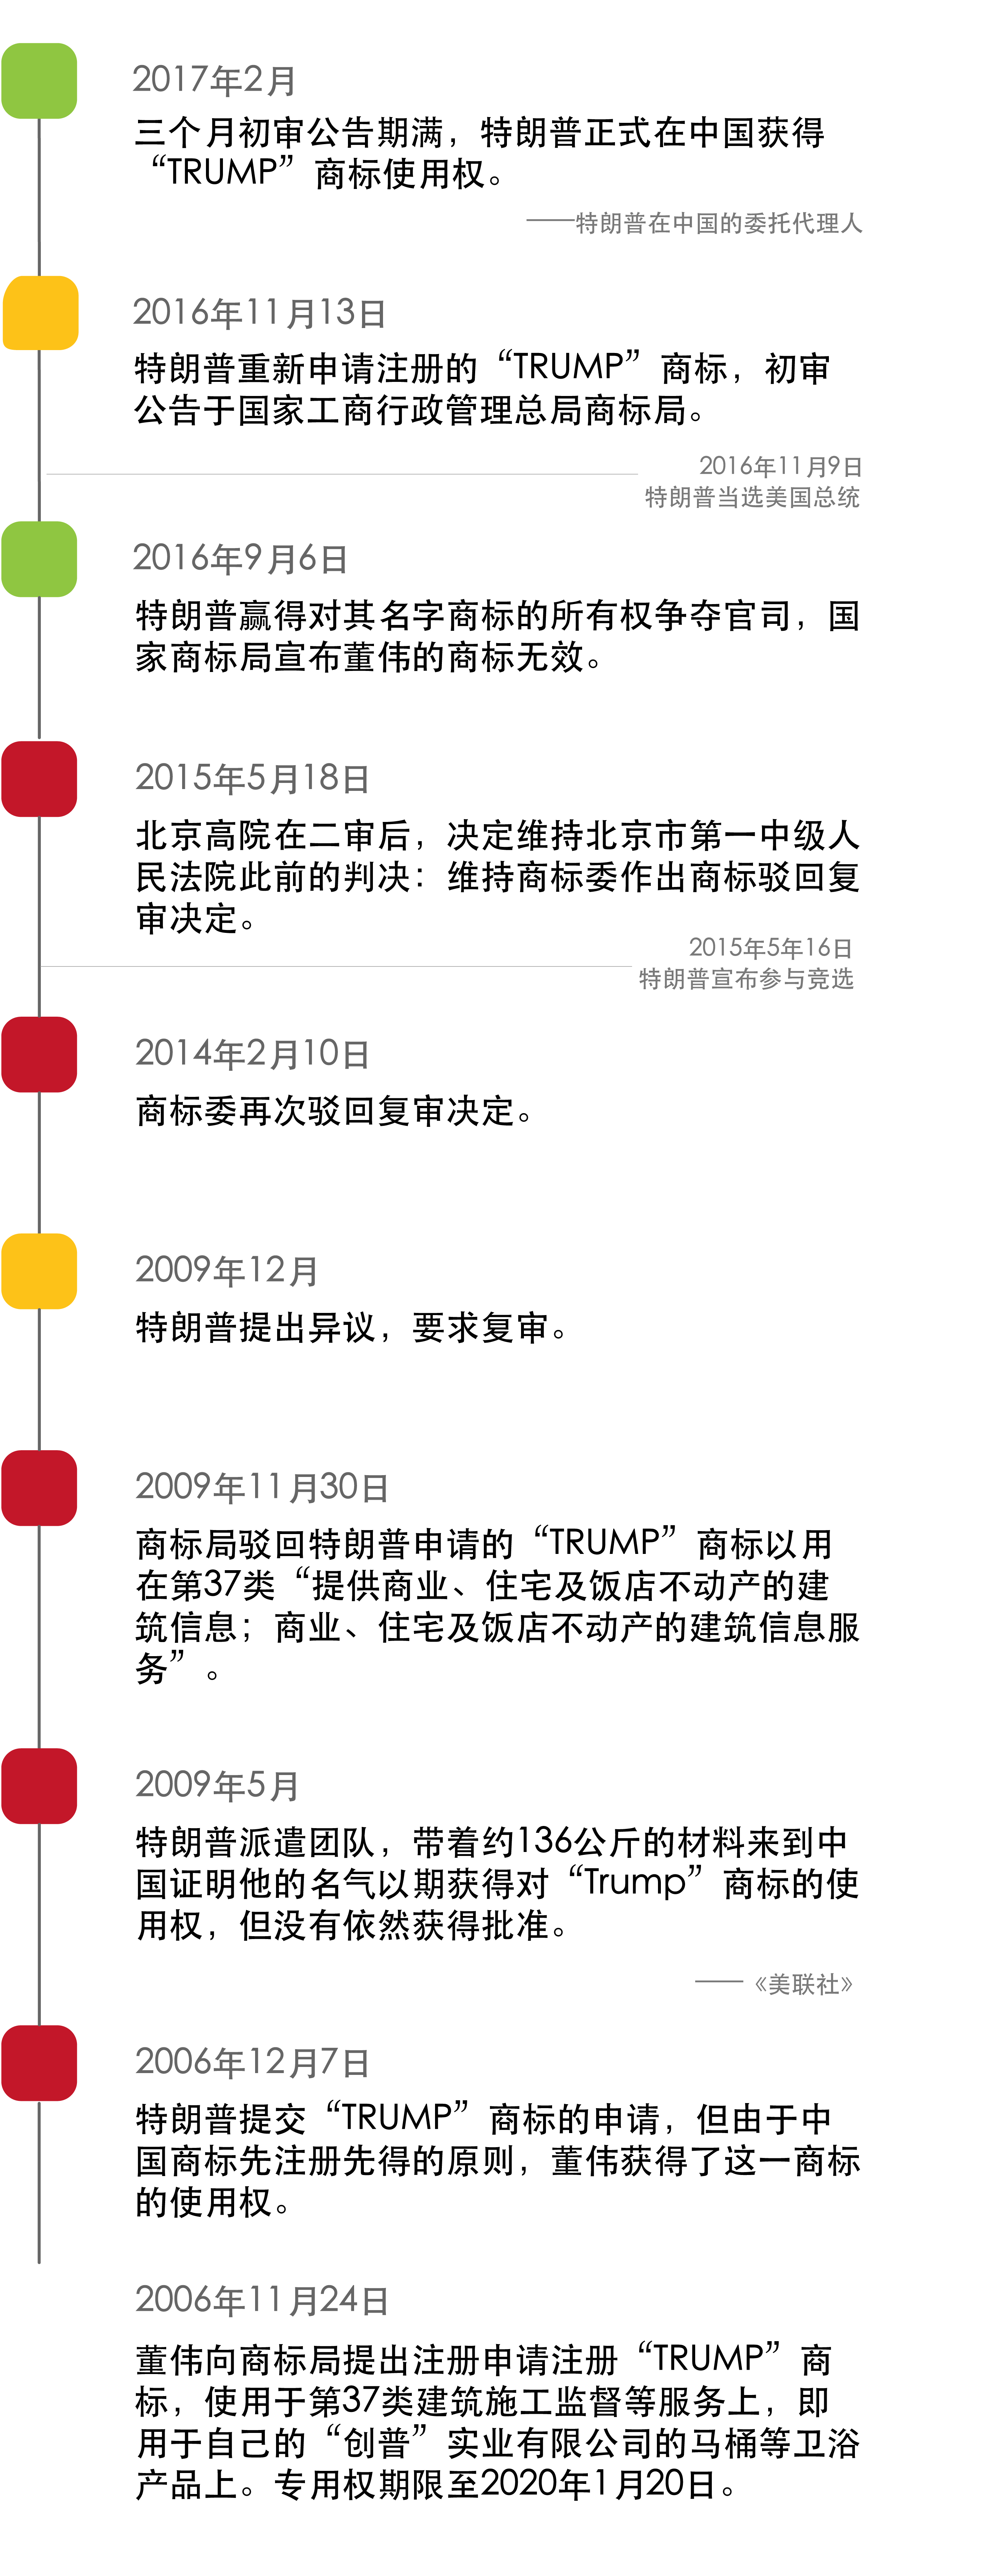 2017年2月
三个月初审公告期满，特朗普正式在中国获得
“TRUMP”商标使用权。
——特朗普在中国的委托代理人
2016年11月13日
特朗普重新申请注册的“TRUMP”商标，初审
公告于国家工商行政管理总局商标局。
2016年11月9日
特朗普当选美国总统
2016年9月6日
特朗普赢得对其名字商标的所有权争夺官司，国
家商标局宣布董伟的商标无效。
2015年5月18日
北京高院在二审后，决定维持北京市第一中级人
民法院此前的判决：维持商标委作出商标驳回复
审决定。
2015年5年16日
特朗普宣布参与竞选
2014年2月10日
商标委再次驳回复审决定。
2009年12月
特朗普提出异议，要求复审。
2009年11月30日
商标局驳回特朗普申请的“TRUMP”商标以用
在第37类“提供商业、住宅及饭店不动产的建
筑信息；商业、住宅及饭店不动产的建筑信息服
务”。
2009年5月
特朗普派遣团队，带着约136公斤的材料来到中
国证明他的名气以期获得对“Trump”商标的使
用权，但没有依然获得批准。
——《美联社》
2006年12月7日
特朗普提交“TRUMP”商标的申请，但由于中
国商标先注册先得的原则，董伟获得了这一商标
的使用权。
2006年11月24日
董伟向商标局提出注册申请注册“TRUMP”商
标，使用于第37类建筑施工监督等服务上，即
用于自己的“创普”实业有限公司的马桶等卫浴
产品上。专用权期限至2020年1月20日。